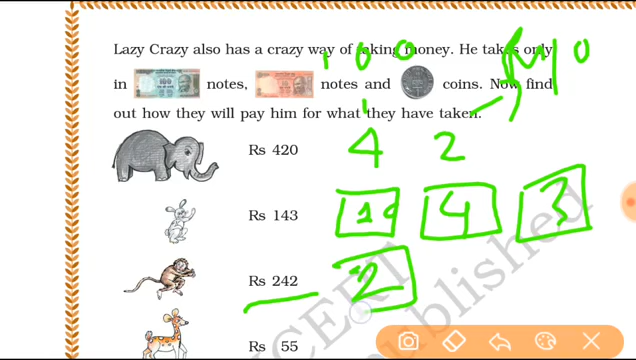 Lazy Crazy also has a crazy way of taking money. He takes only
in 100 notes, 10 notes and coins. Now find
out how they will pay him for what they have taken.
Rs 420 4 2
Rs 143 4 3
Rs 242 2
Rs 55